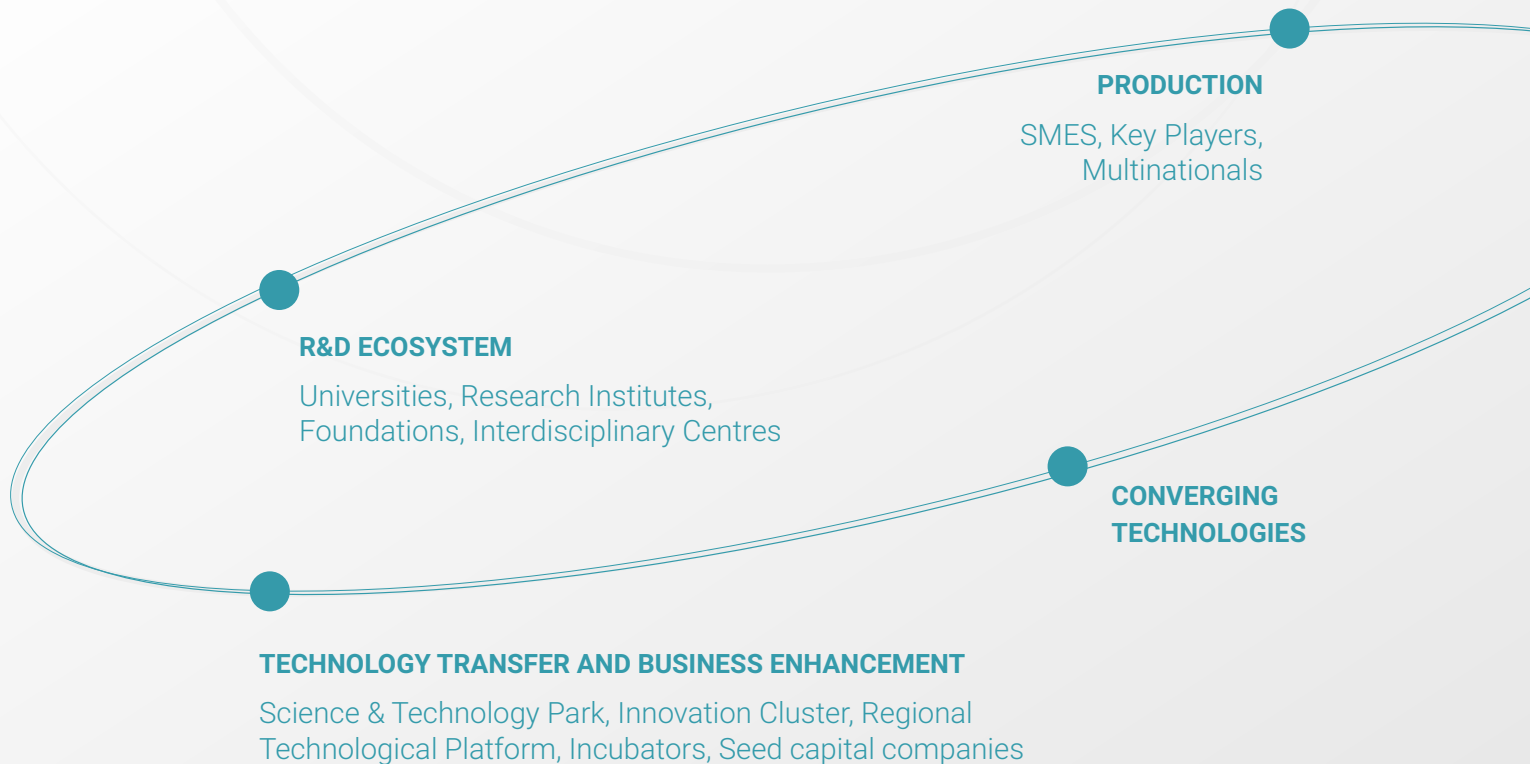 PRODUCTION
SMES, Key Players,
Multinationals
R&D ECOSYSTEM
Universities, Research Institutes,
Foundations, Interdisciplinary Centres
CONVERGING
TECHNOLOGIES
TECHNOLOGY TRANSFER AND BUSINESS ENHANCEMENT
Science & Technology Park, Innovation Cluster, Regional
Technological Platform, Incubators, Seed capital companies